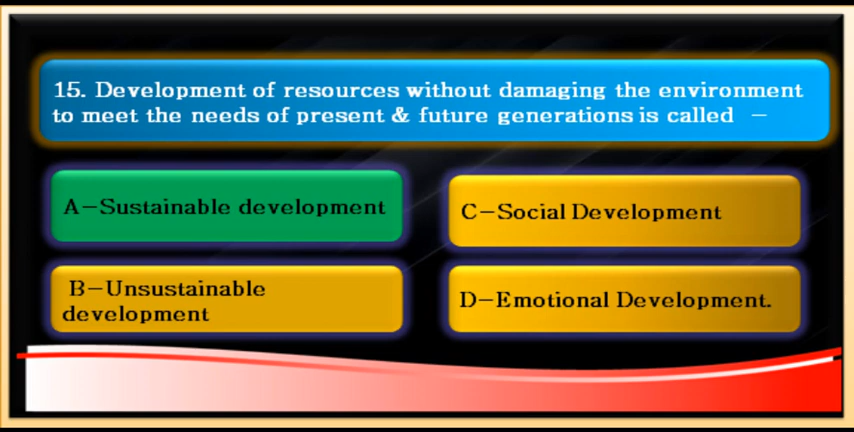 15. Development of resources without damaging the environment
to meet the needs of present & future generations is called –
A–Sustainable development
C–Social Development
B–Unsustainable
development
D–Emotional Development.